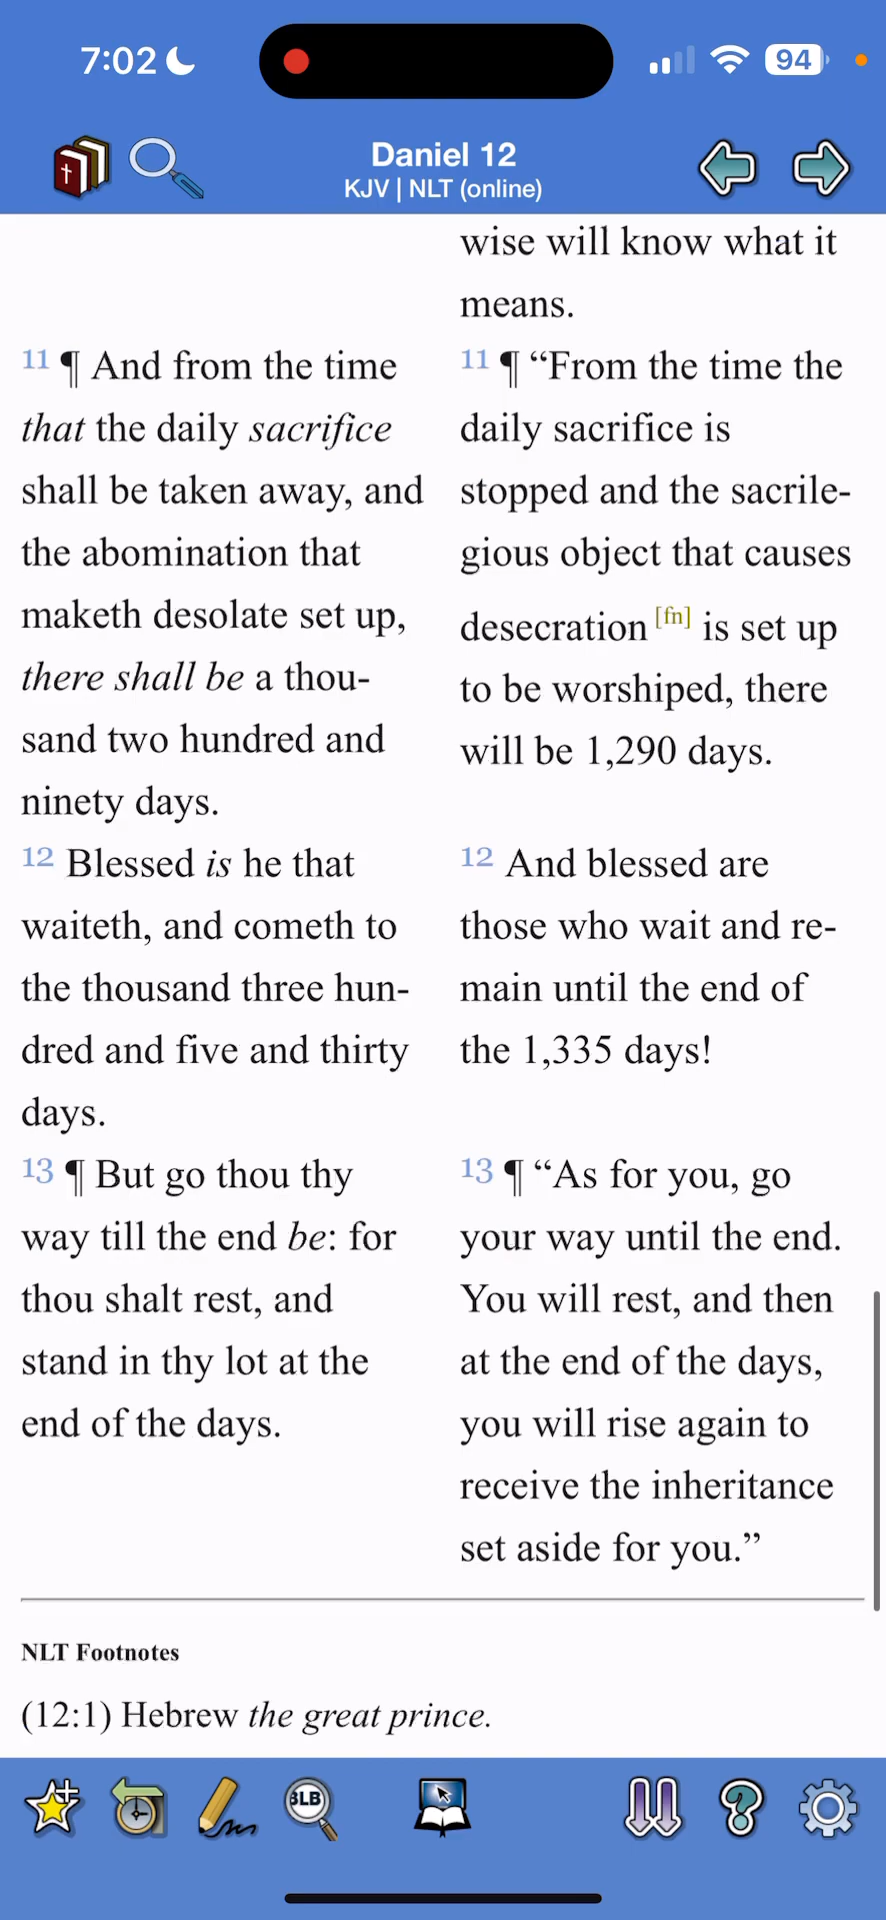 7:02
94
Daniel 12
KJV | NLT (online)
wise will know what it
means.
11 ¶ And from the time
that the daily sacrifice
shall be taken away, and
the abomination that
maketh desolate set up,
there shall be a thou-
sand two hundred and
ninety days.
11 ¶ “From the time the
daily sacrifice is
stopped and the sacrile-
gious object that causes
desecration [fn] is set up
to be worshiped, there
will be 1,290 days.
12 Blessed is he that
waiteth, and cometh to
the thousand three hun-
dred and five and thirty
days.
12 And blessed are
those who wait and re-
main until the end of
the 1,335 days!
13 ¶ But go thou thy
way till the end be: for
thou shalt rest, and
stand in thy lot at the
end of the days.
13 ¶ “As for you, go
your way until the end.
You will rest, and then
at the end of the days,
you will rise again to
receive the inheritance
set aside for you.”
NLT Footnotes
(12:1) Hebrew the great prince.
BLB